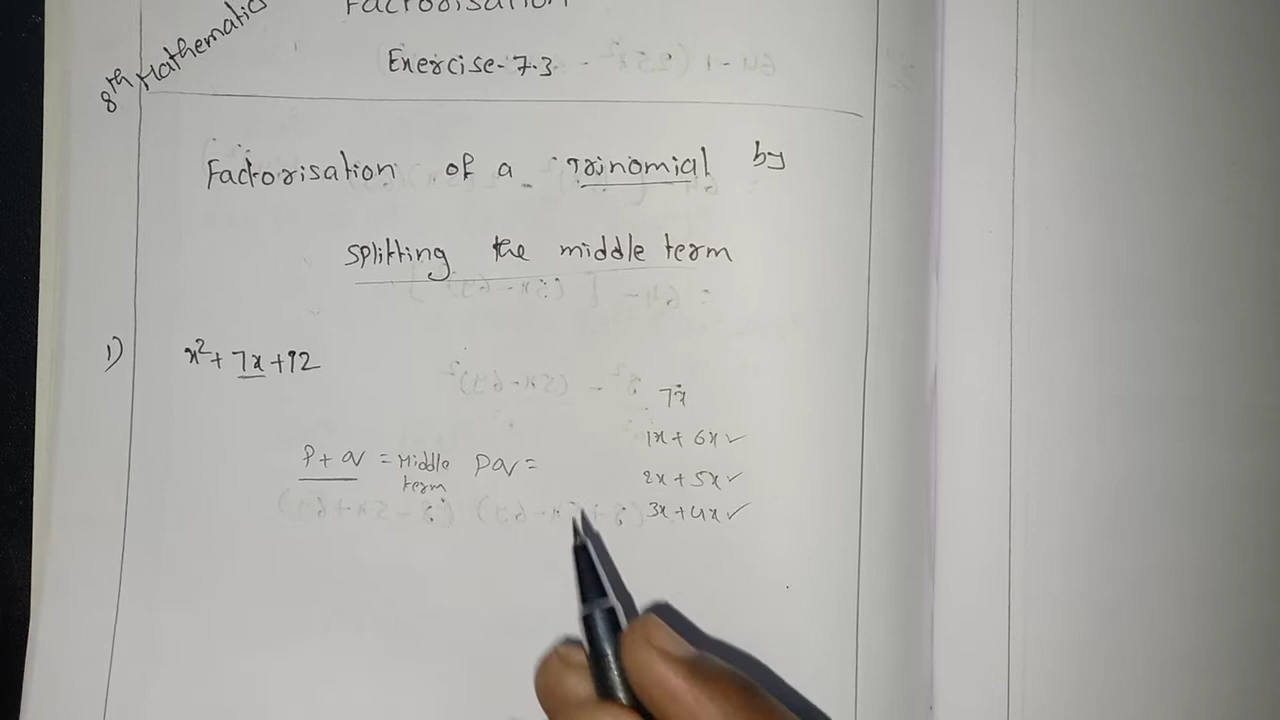 8th Mathematics
Factorisation
Exercise-7.3
Factorisation of a Trinomial by
splitting the middle term
1) x²+7x+12
7x
1x+6x✓
P+q = Middle term Pq =
2x+5x✓
3x+4x✓